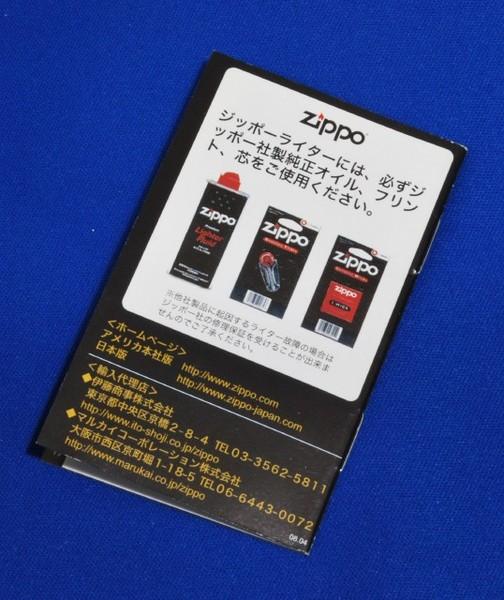 Zippo
ジッポーライターには、必ずジ
ッポー社製純正オイル、フリン
ト、芯をご使用ください。
Zippo
Lighter
Fluid
Zippo
Zippo
Zippo
1 WICK
※他社製品に起因するライター故障の場合は
ジッポー社の修理保証を受けることが出来ま
せんのでご了承ください。
<ホームページ>
アメリカ本社版 http://www.zippo.com
日本版 http://www.zippo-japan.com
<輸入代理店>
◆伊藤商事株式会社
東京都中央区京橋2-8-4 TEL03-3562-5811
http://www.ito-shoji.co.jp/zippo
◆マルカイコーポレーション株式会社
大阪市西区京町堀1-18-5 TEL06-6443-0072
http://www.marukai.co.jp/zippo
06.04